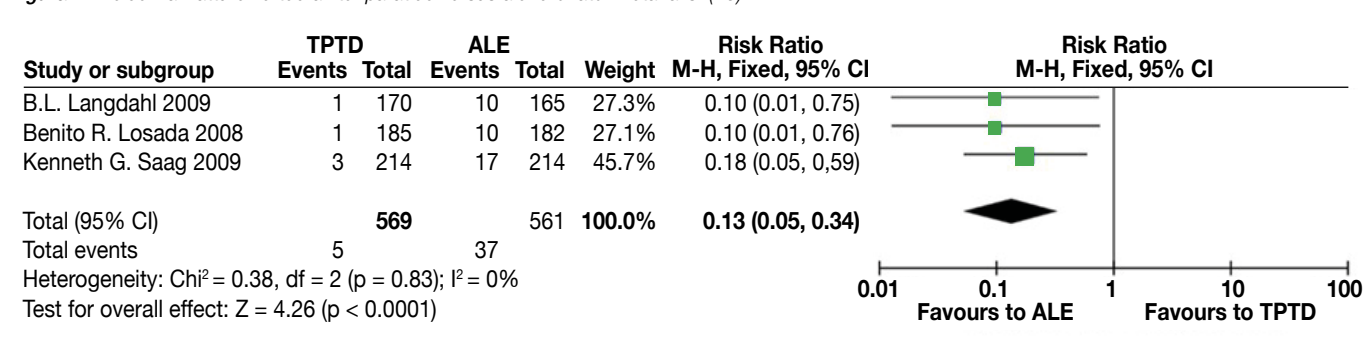 TPTD ALE Risk Ratio Risk Ratio
Study or subgroup Events Total Events Total Weight M-H, Fixed, 95% CI M-H, Fixed, 95% CI
B.L. Langdahl 2009 1 170 10 165 27.3% 0.10 (0.01, 0.75)
Benito R. Losada 2008 1 185 10 182 27.1% 0.10 (0.01, 0.76)
Kenneth G. Saag 2009 3 214 17 214 45.7% 0.18 (0.05, 0,59)
Total (95% CI) 569 561 100.0% 0.13 (0.05, 0.34)
Total events 5 37
Heterogeneity: Chi² = 0.38, df = 2 (p = 0.83); I² = 0%
Test for overall effect: Z = 4.26 (p < 0.0001)
0.01 0.1 1 10 100
Favours to ALE Favours to TPTD